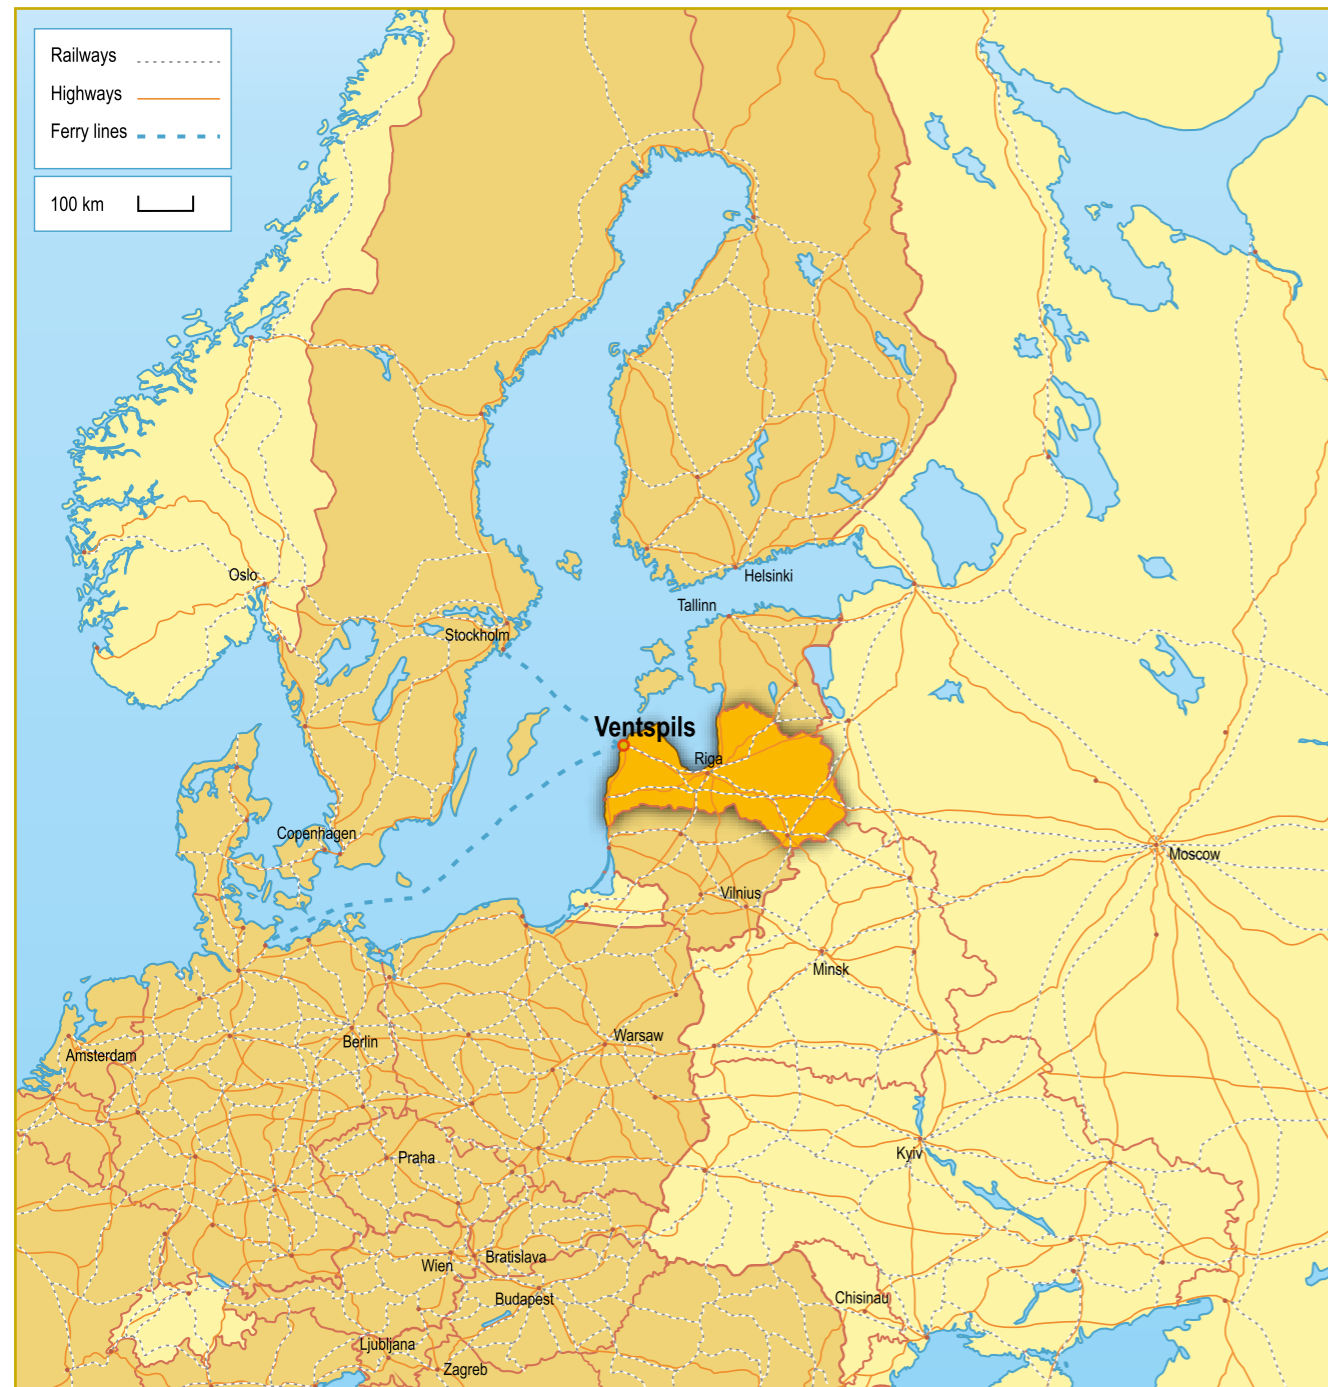 Railways
Highways
Ferry lines
100 km
Oslo
Helsinki
Tallinn
Stockholm
Ventspils
Riga
Copenhagen
Moscow
Vilnius
Minsk
Warsaw
Berlin
Amsterdam
Kyiv
Praha
Bratislava
Wien
Budapest
Chisinau
Ljubljana
Zagreb